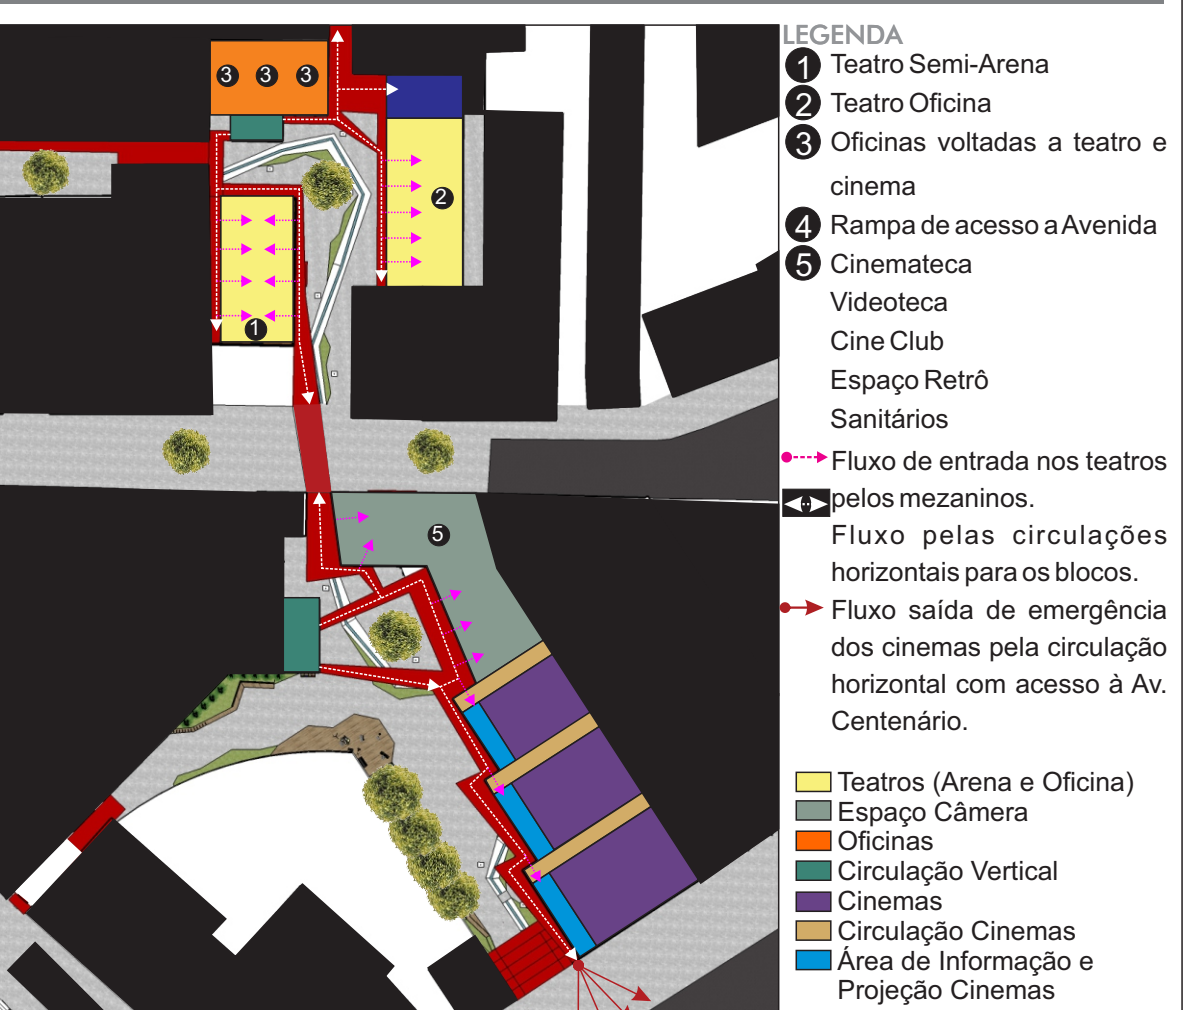 LEGENDA
1 Teatro Semi-Arena
2 Teatro Oficina
3 Oficinas voltadas a teatro e
cinema
4 Rampa de acesso a Avenida
5 Cinemateca
Videoteca
Cine Club
Espaço Retrô
Sanitários
Fluxo de entrada nos teatros
pelos mezaninos.
Fluxo pelas circulações
horizontais para os blocos.
Fluxo saída de emergência
dos cinemas pela circulação
horizontal com acesso à Av.
Centenário.
Teatros (Arena e Oficina)
Espaço Câmera
Oficinas
Circulação Vertical
Cinemas
Circulação Cinemas
Área de Informação e
Projeção Cinemas
3 3 3
2
1
5